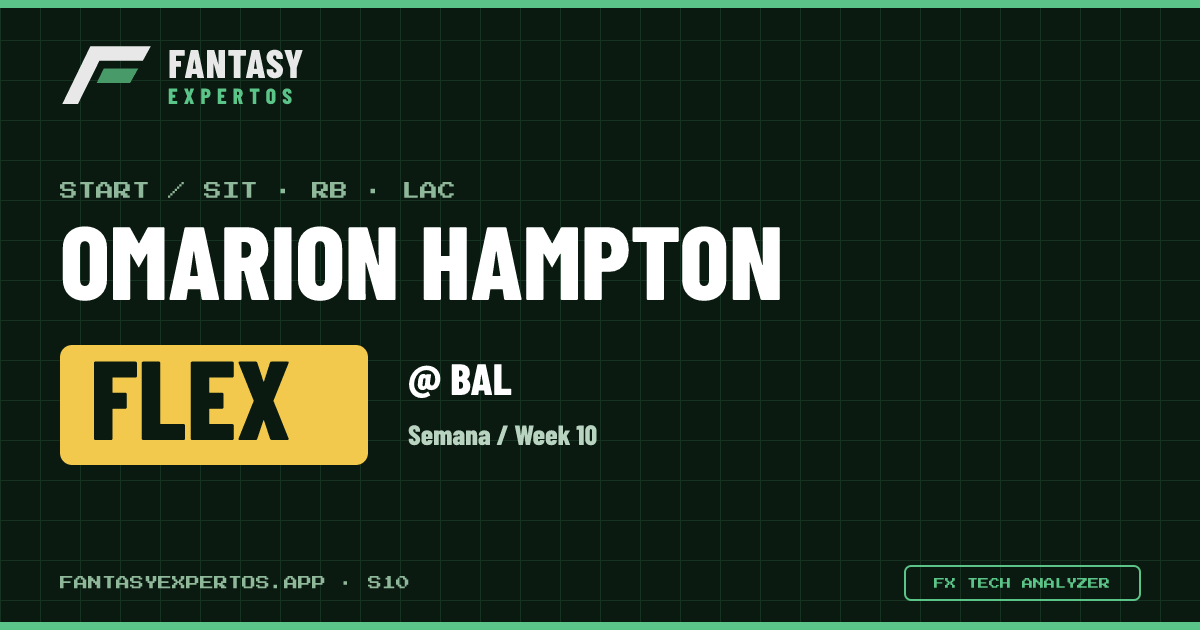 FANTASY
EXPERTOS
START / SIT · RB · LAC
OMARION HAMPTON
FLEX
@ BAL
Semana / Week 10
FANTASYEXPERTOS.APP · S10
FX TECH ANALYZER